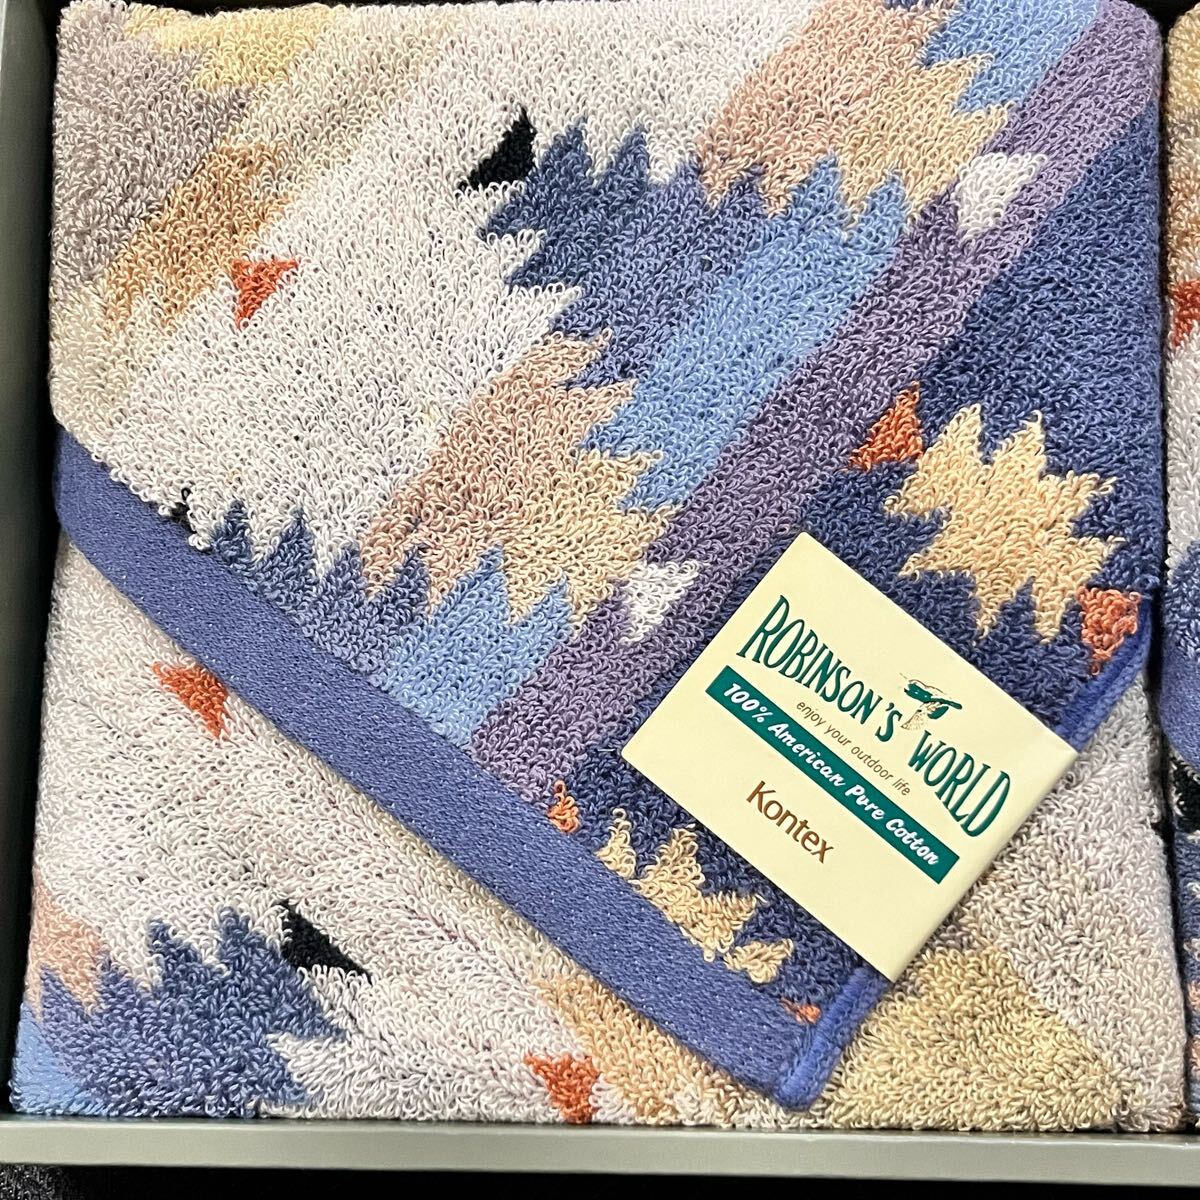 ROBINSON'S WORLD
enjoy your outdoor life
100% American Pure Cotton
Kontex